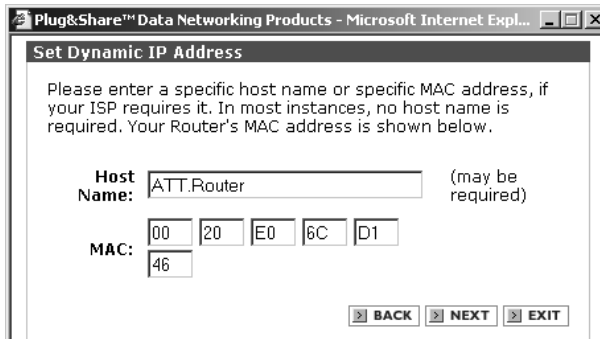 Plug&Share™ Data Networking Products - Microsoft Internet Expl...
Set Dynamic IP Address
Please enter a specific host name or specific MAC address, if
your ISP requires it. In most instances, no host name is
required. Your Router's MAC address is shown below.
Host Name: ATT.Router (may be required)
MAC: 00 20 E0 6C D1
46
BACK NEXT EXIT